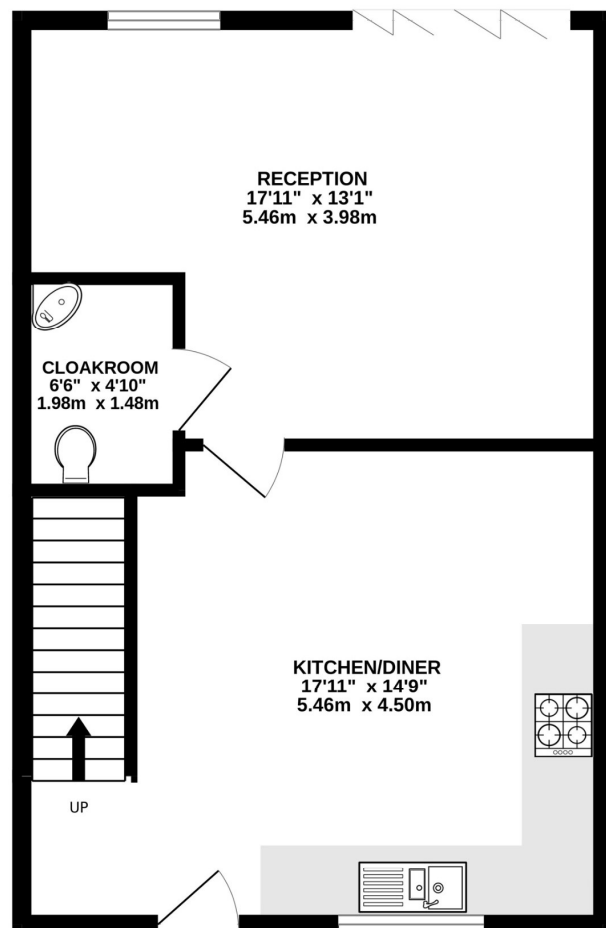 RECEPTION
17'11" x 13'1"
5.46m x 3.98m
CLOAKROOM
6'6" x 4'10"
1.98m x 1.48m
KITCHEN/DINER
17'11" x 14'9"
5.46m x 4.50m
UP